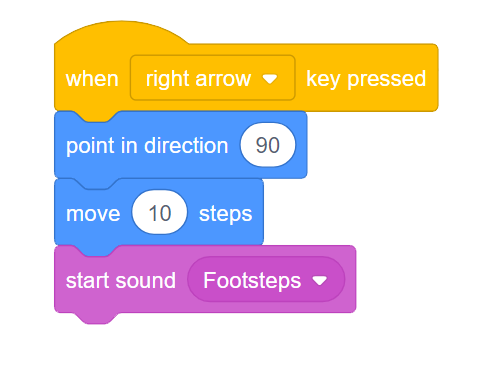 when right arrow key pressed
point in direction 90
move 10 steps
start sound Footsteps